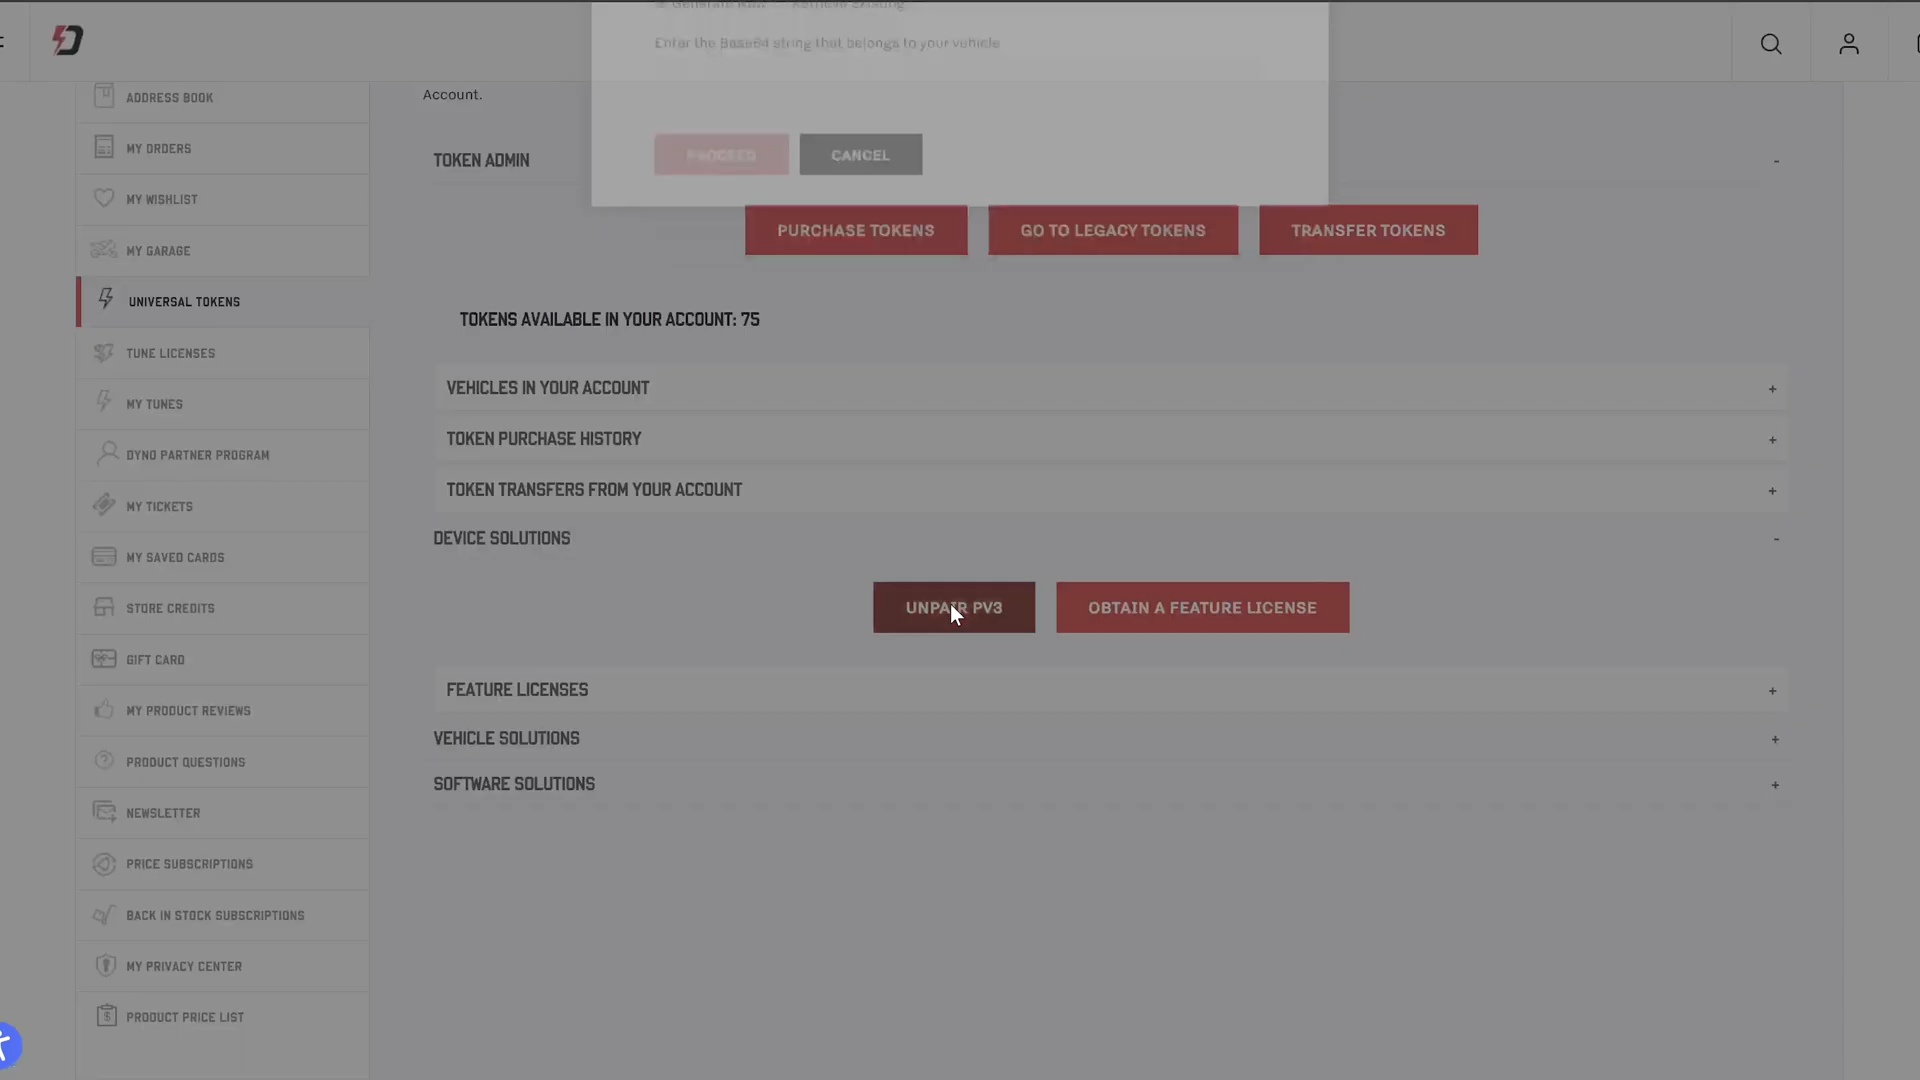 Generate New Retrieve Existing
Enter the Base64 string that belongs to your vehicle
PROCEED
CANCEL
ADDRESS BOOK
MY ORDERS
MY WISHLIST
MY GARAGE
UNIVERSAL TOKENS
TUNE LICENSES
MY TUNES
DYNO PARTNER PROGRAM
MY TICKETS
MY SAVED CARDS
STORE CREDITS
GIFT CARD
MY PRODUCT REVIEWS
PRODUCT QUESTIONS
NEWSLETTER
PRICE SUBSCRIPTIONS
BACK IN STOCK SUBSCRIPTIONS
MY PRIVACY CENTER
PRODUCT PRICE LIST
Account.
TOKEN ADMIN -
PURCHASE TOKENS
GO TO LEGACY TOKENS
TRANSFER TOKENS
TOKENS AVAILABLE IN YOUR ACCOUNT: 75
VEHICLES IN YOUR ACCOUNT +
TOKEN PURCHASE HISTORY +
TOKEN TRANSFERS FROM YOUR ACCOUNT +
DEVICE SOLUTIONS -
UNPAIR PV3
OBTAIN A FEATURE LICENSE
FEATURE LICENSES +
VEHICLE SOLUTIONS +
SOFTWARE SOLUTIONS +